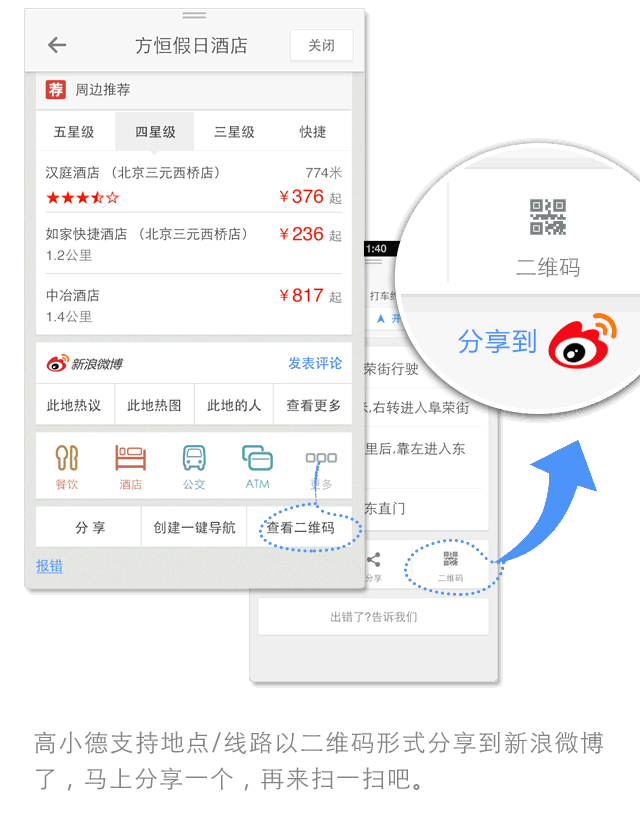 方恒假日酒店
关闭
荐 周边推荐
五星级 四星级 三星级 快捷
汉庭酒店 （北京三元西桥店） 774米
¥376 起
如家快捷酒店 （北京三元西桥店） ¥236 起
1.2公里
中冶酒店 ¥817 起
1.4公里
新浪微博 发表评论
此地热议 此地热图 此地的人 查看更多
餐饮 酒店 公交 ATM 更多
分享 创建一键导航 查看二维码
报错
1:40
打车
开
荣街行驶
,右转进入阜荣街
里后,靠左进入东
东直门
分享 二维码
出错了?告诉我们
二维码
分享到
高小德支持地点/线路以二维码形式分享到新浪微博
了，马上分享一个，再来扫一扫吧。